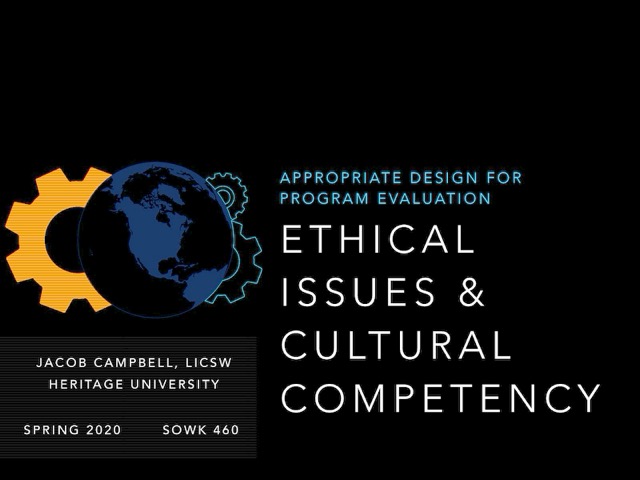 APPROPRIATE DESIGN FOR
PROGRAM EVALUATION
ETHICAL
ISSUES &
CULTURAL
COMPETENCY
JACOB CAMPBELL, LICSW
HERITAGE UNIVERSITY
SPRING 2020 SOWK 460